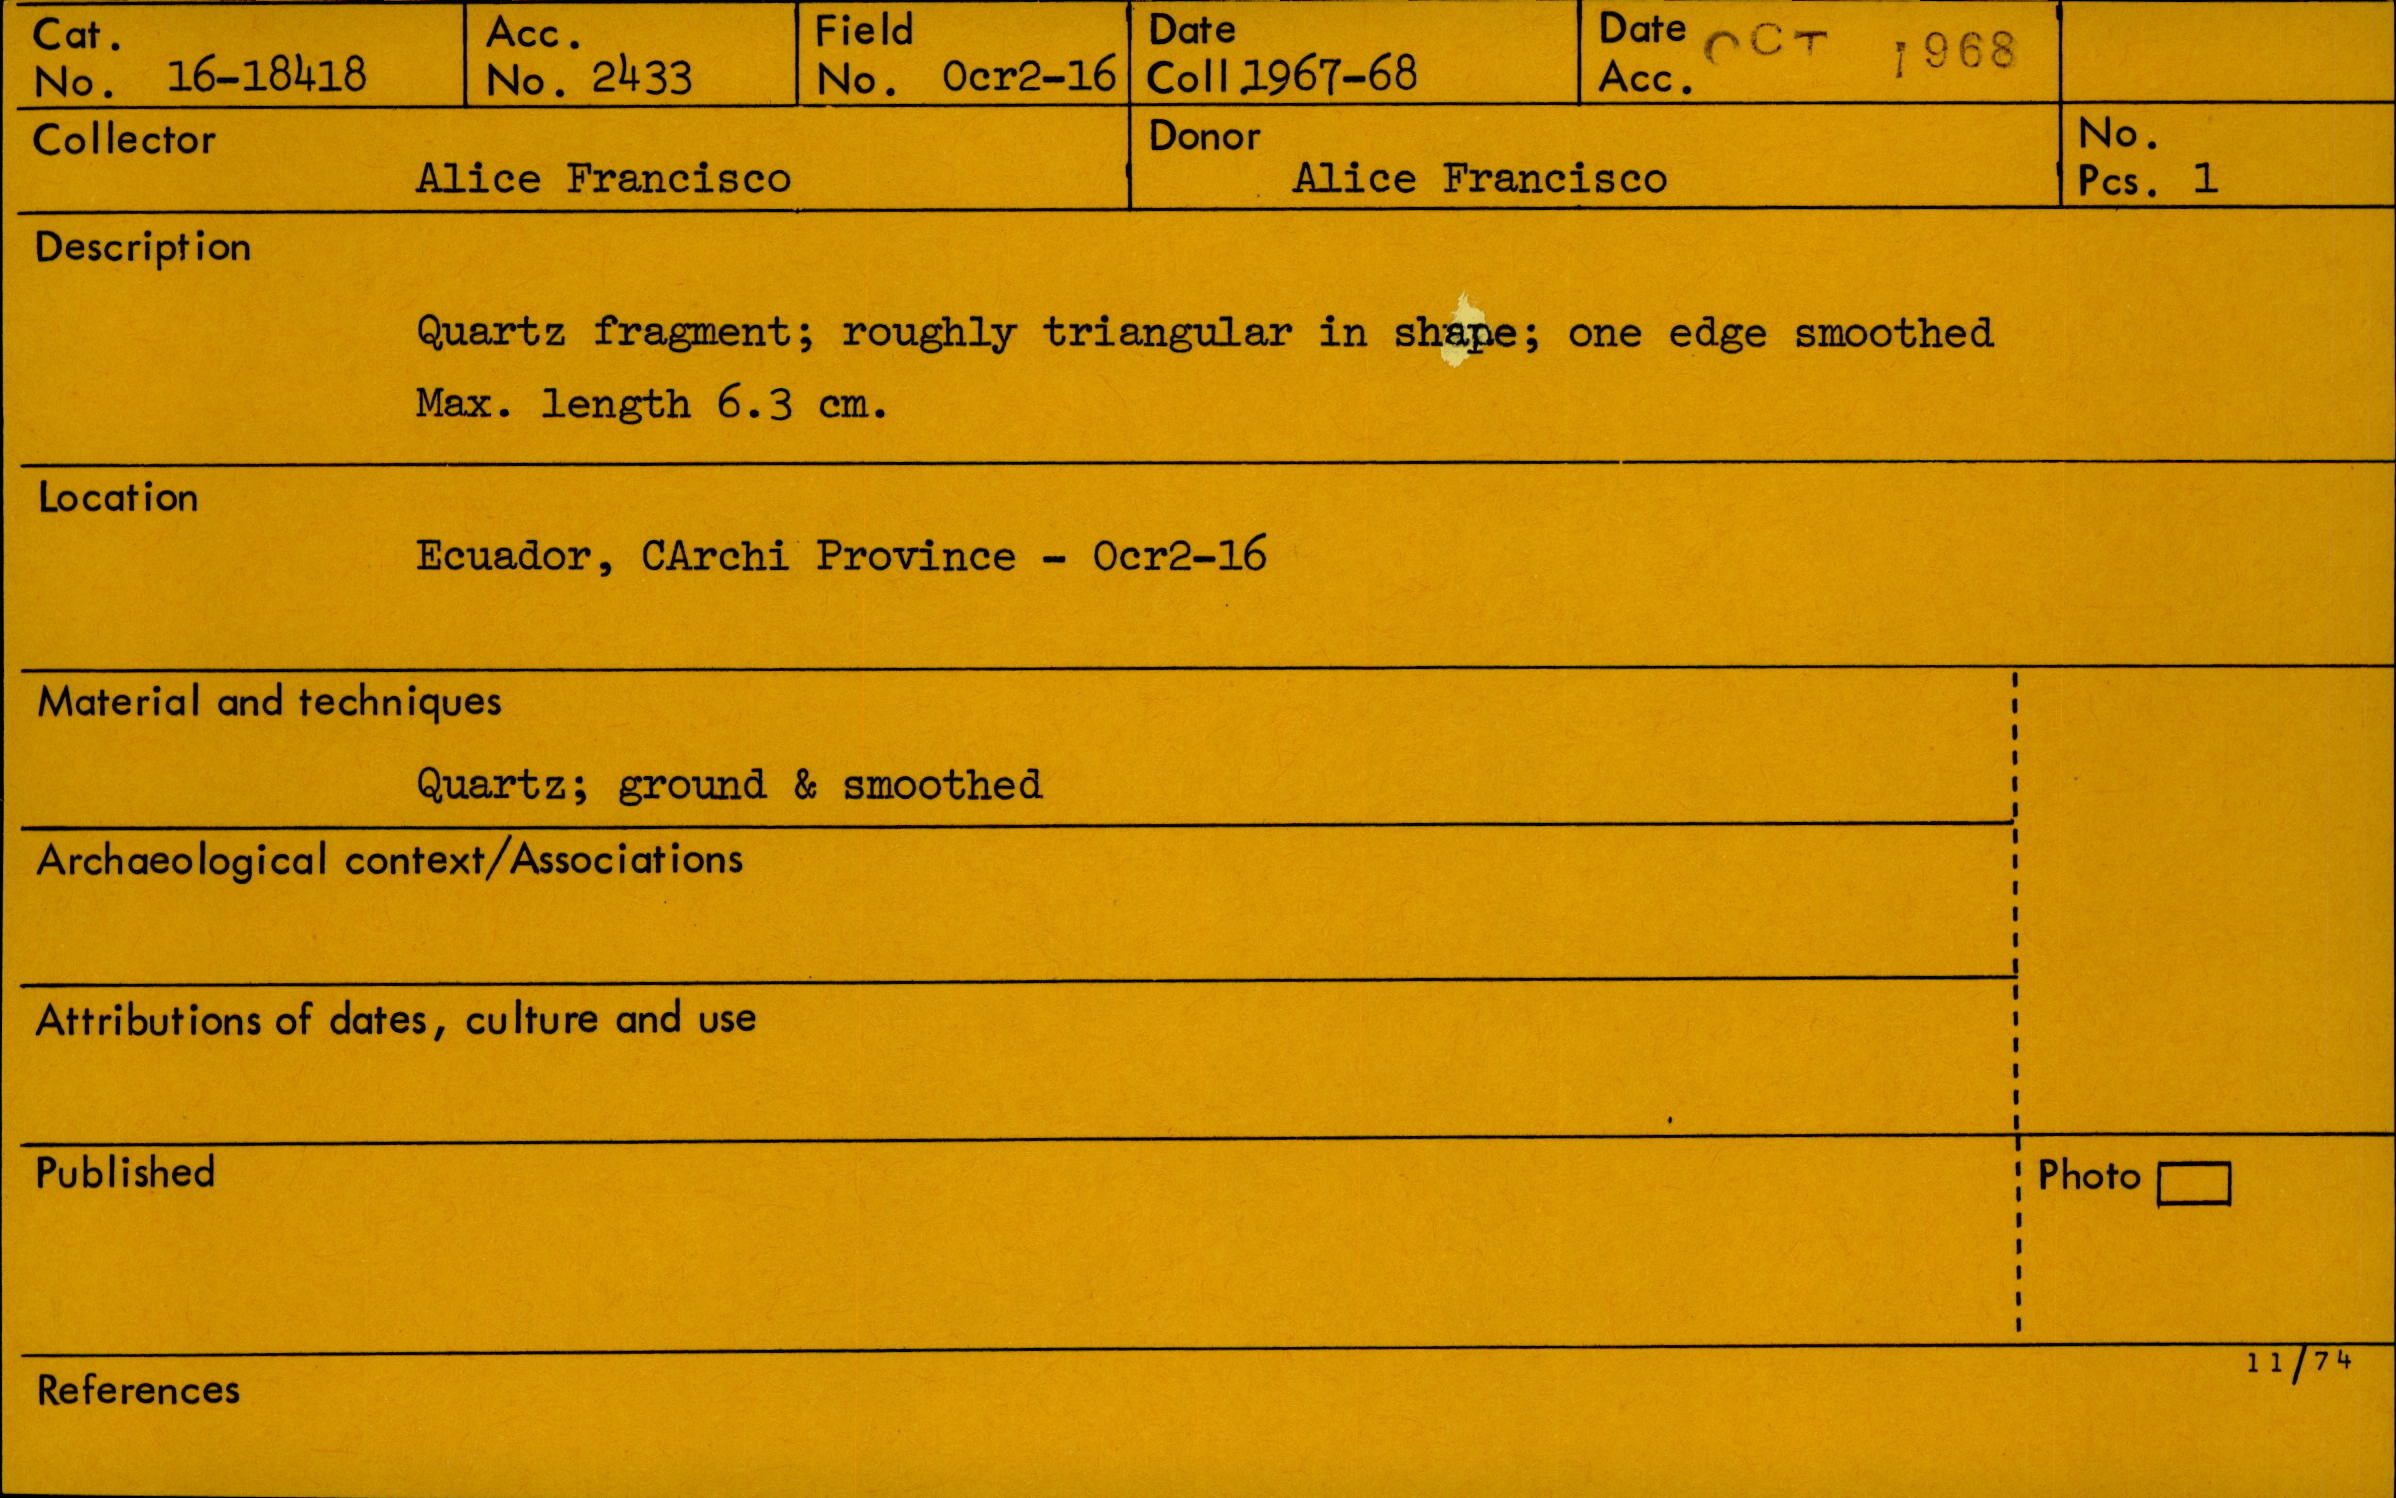 Cat. No. 16-18418
Acc. No. 2433
Field No. Ocr2-16
Date Coll. 1967-68
Date Acc. OCT 1968
Collector
Alice Francisco
Donor
Alice Francisco
No. Pcs. 1
Description
Quartz fragment; roughly triangular in shape; one edge smoothed
Max. length 6.3 cm.
Location
Ecuador, CArchi Province - Ocr2-16
Material and techniques
Quartz; ground & smoothed
Archaeological context/Associations
Attributions of dates, culture and use
Published
Photo
11/74
References